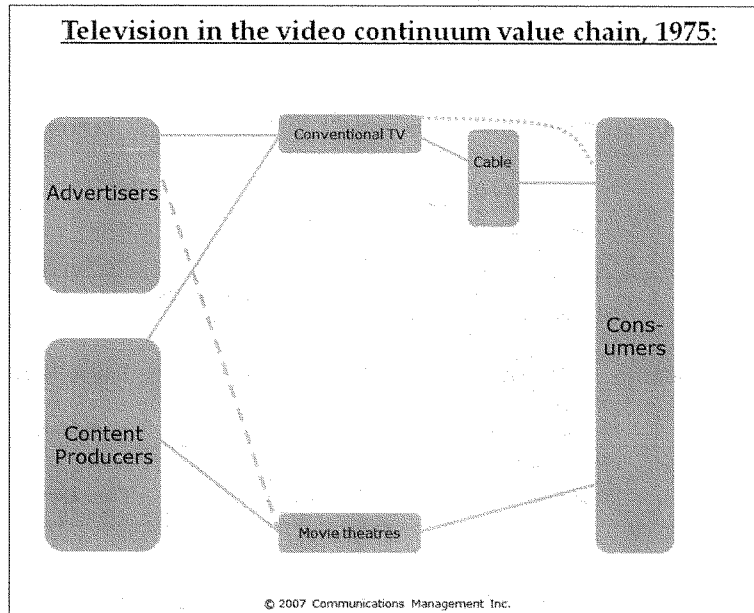 Television in the video continuum value chain, 1975:
Conventional TV
Cable
Advertisers
Cons-
umers
Content
Producers
Movie theatres
© 2007 Communications Management Inc.